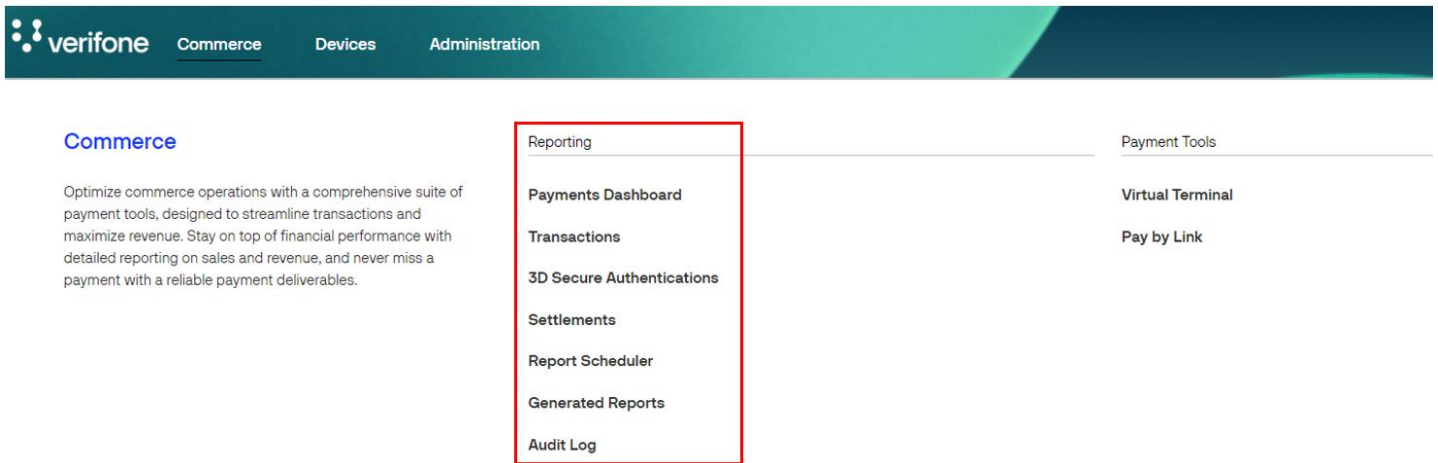 verifone Commerce Devices Administration
Commerce
Optimize commerce operations with a comprehensive suite of
payment tools, designed to streamline transactions and
maximize revenue. Stay on top of financial performance with
detailed reporting on sales and revenue, and never miss a
payment with a reliable payment deliverables.
Reporting
Payments Dashboard
Transactions
3D Secure Authentications
Settlements
Report Scheduler
Generated Reports
Audit Log
Payment Tools
Virtual Terminal
Pay by Link